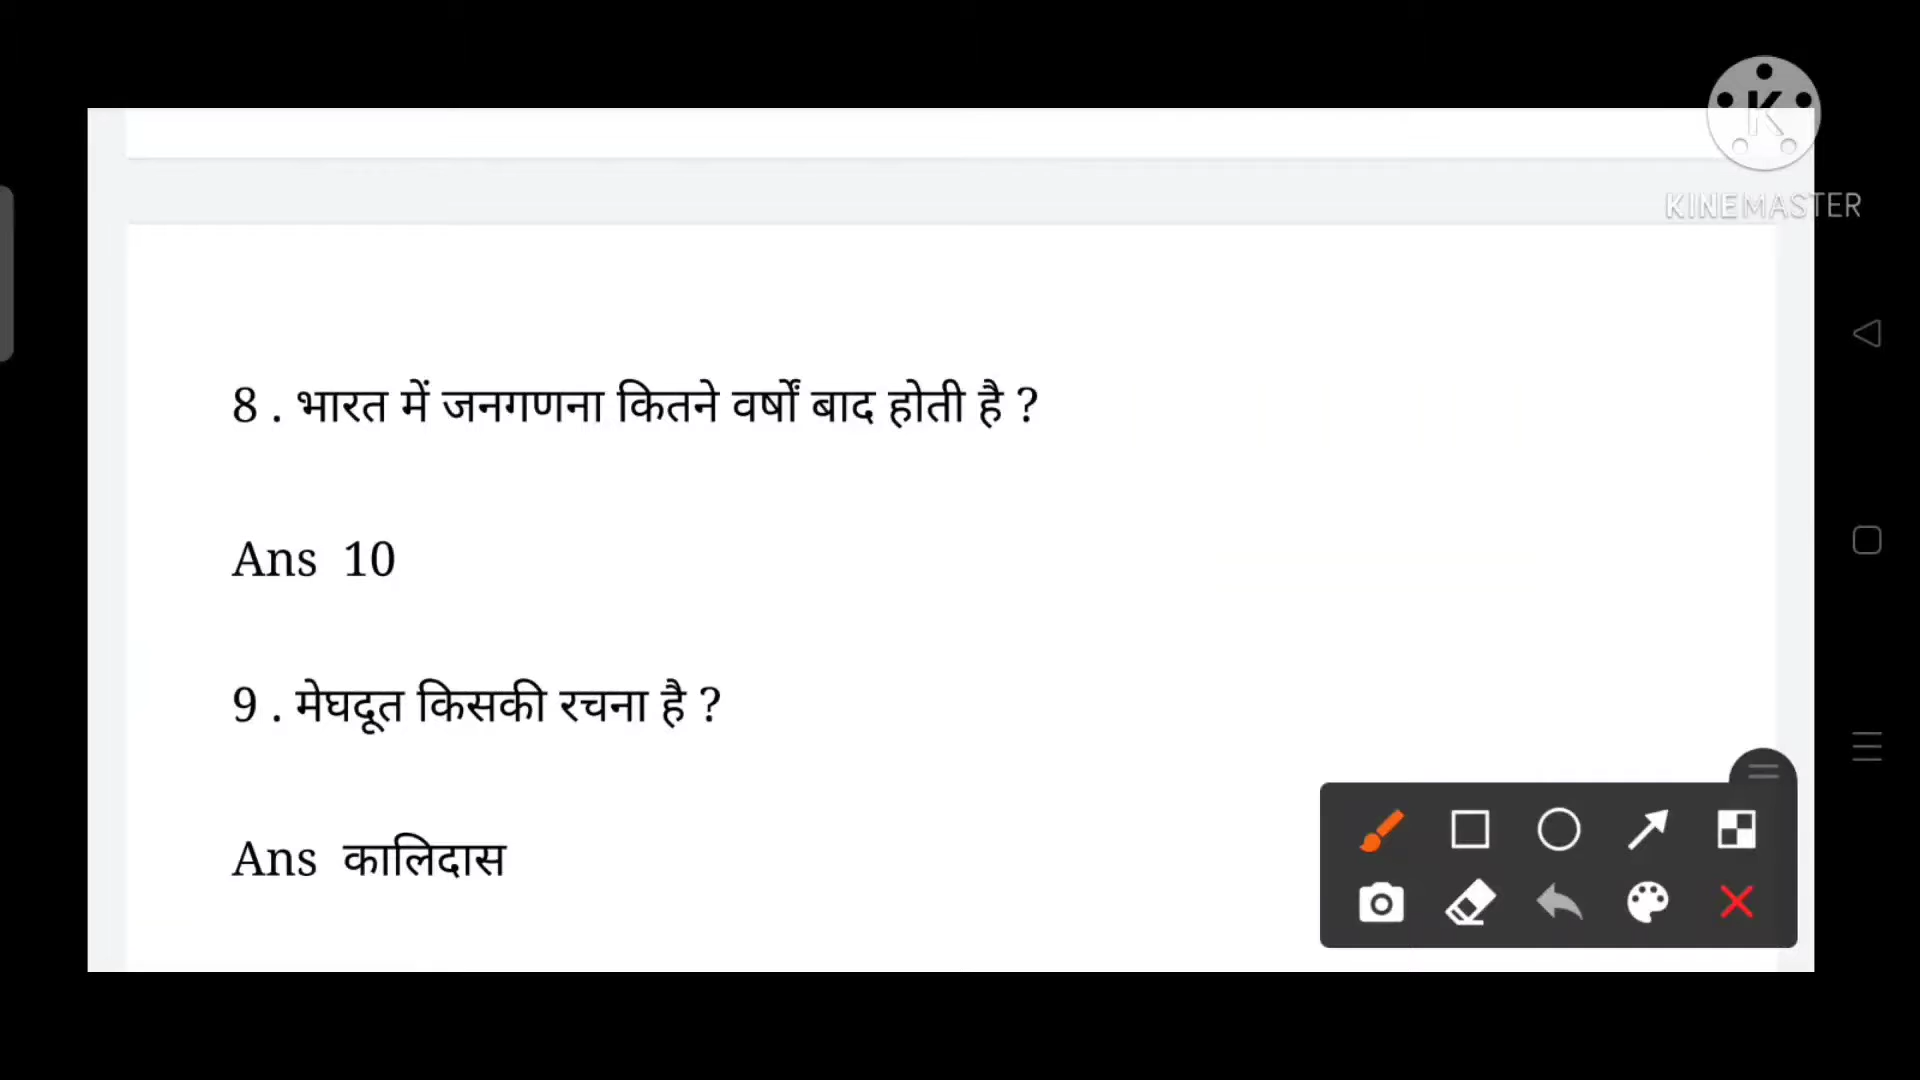 K
KINEMASTER
8 . भारत में जनगणना कितने वर्षों बाद होती है ?
Ans 10
9 . मेघदूत किसकी रचना है ?
Ans कालिदास